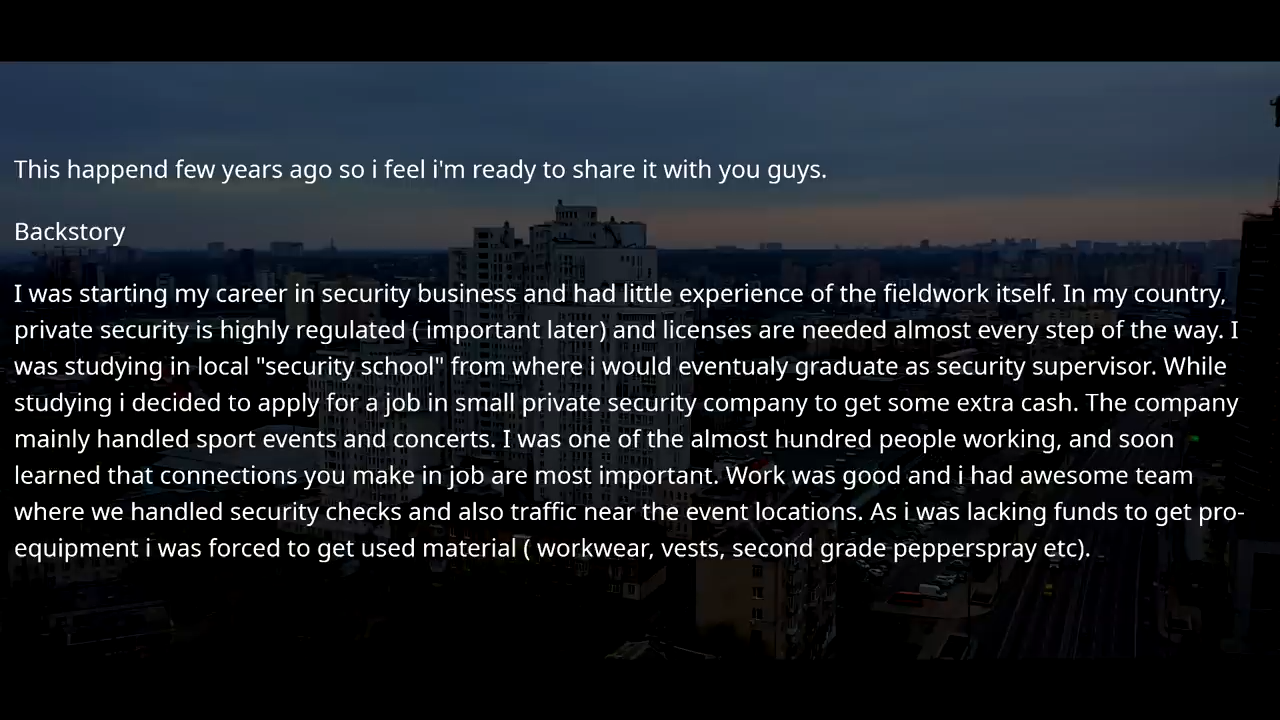 This happend few years ago so i feel i'm ready to share it with you guys.
Backstory
I was starting my career in security business and had little experience of the fieldwork itself. In my country,
private security is highly regulated ( important later) and licenses are needed almost every step of the way. I
was studying in local "security school" from where i would eventualy graduate as security supervisor. While
studying i decided to apply for a job in small private security company to get some extra cash. The company
mainly handled sport events and concerts. I was one of the almost hundred people working, and soon
learned that connections you make in job are most important. Work was good and i had awesome team
where we handled security checks and also traffic near the event locations. As i was lacking funds to get pro-
equipment i was forced to get used material ( workwear, vests, second grade pepperspray etc).